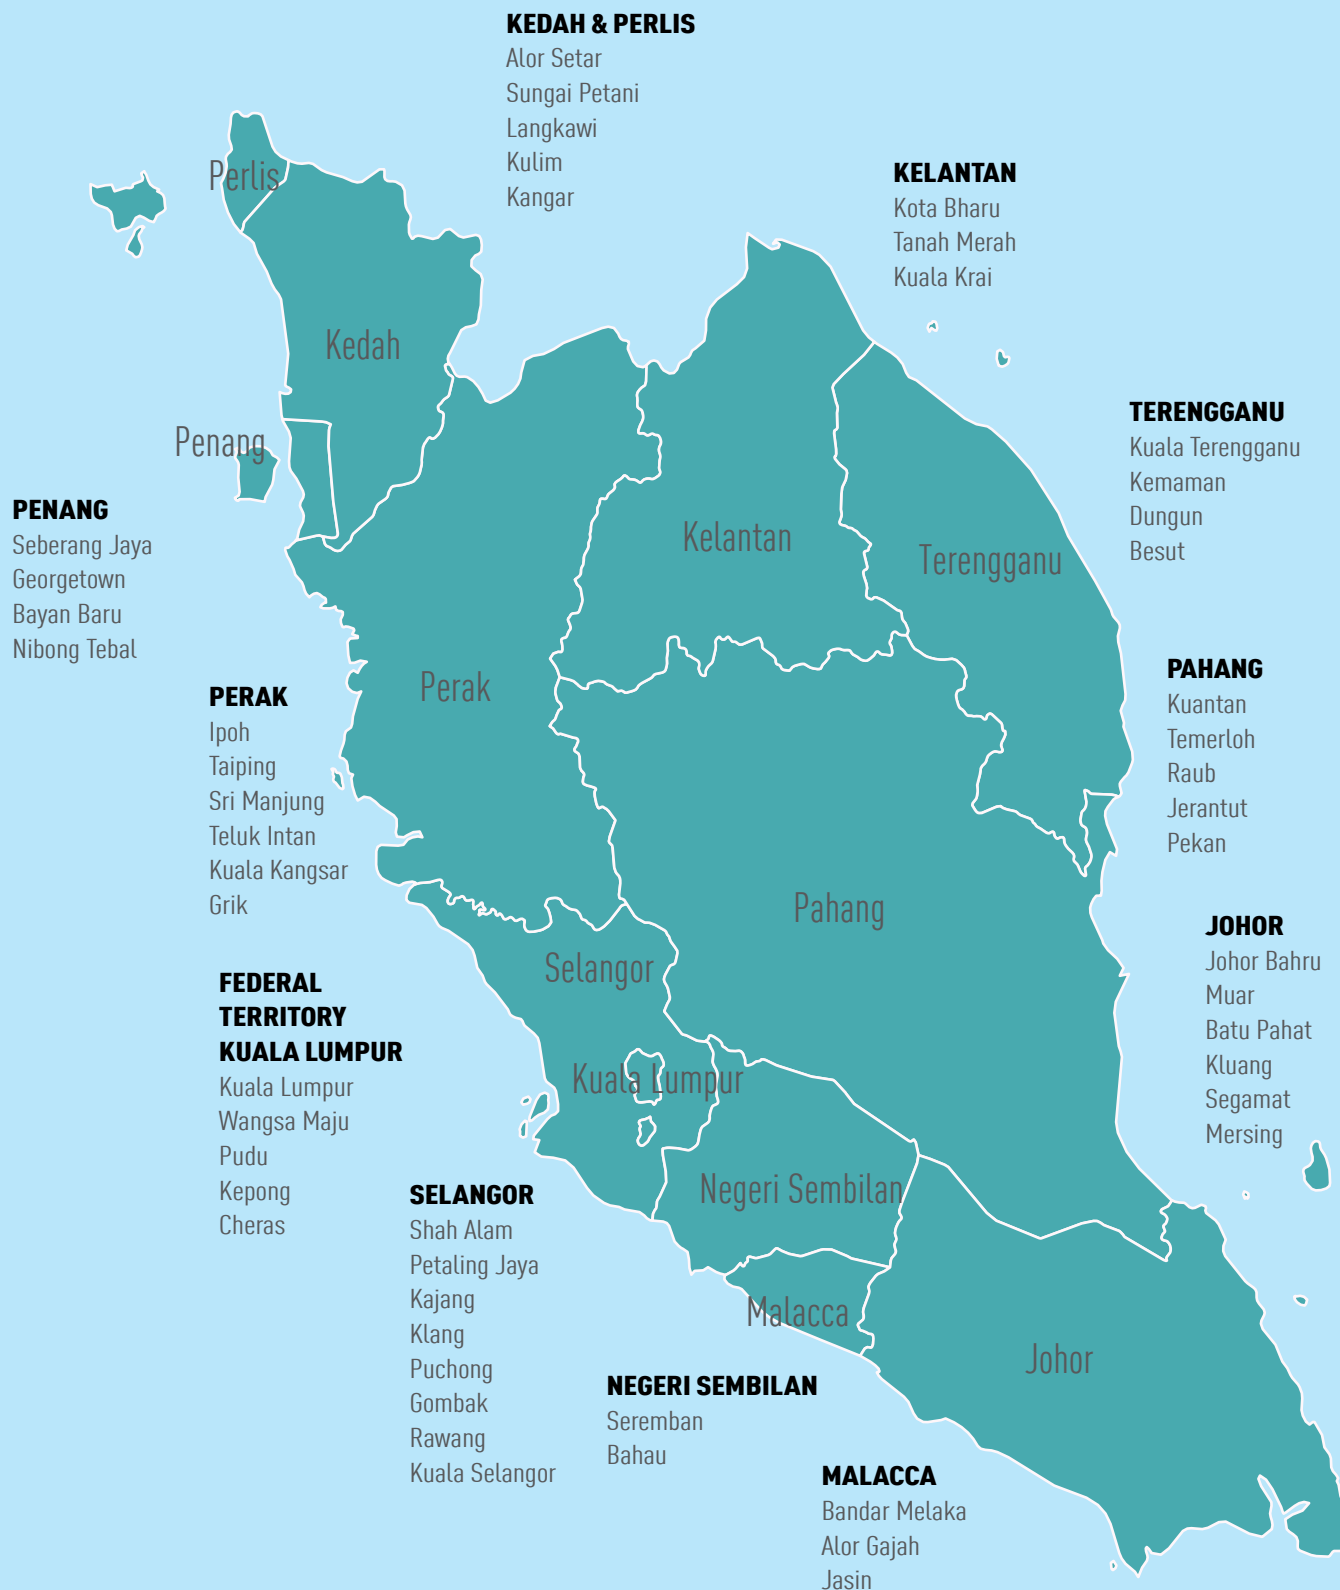 KEDAH & PERLIS
Alor Setar
Sungai Petani
Langkawi
Kulim
Kangar
KELANTAN
Kota Bharu
Tanah Merah
Kuala Krai
TERENGGANU
Kuala Terengganu
Kemaman
Dungun
Besut
PENANG
Seberang Jaya
Georgetown
Bayan Baru
Nibong Tebal
PAHANG
Kuantan
Temerloh
Raub
Jerantut
Pekan
PERAK
Ipoh
Taiping
Sri Manjung
Teluk Intan
Kuala Kangsar
Grik
JOHOR
Johor Bahru
Muar
Batu Pahat
Kluang
Segamat
Mersing
FEDERAL
TERRITORY
KUALA LUMPUR
Kuala Lumpur
Wangsa Maju
Pudu
Kepong
Cheras
SELANGOR
Shah Alam
Petaling Jaya
Kajang
Klang
Puchong
Gombak
Rawang
Kuala Selangor
NEGERI SEMBILAN
Seremban
Bahau
MALACCA
Bandar Melaka
Alor Gajah
Jasin
Perlis
Kedah
Penang
Kelantan
Terengganu
Perak
Pahang
Selangor
Kuala Lumpur
Negeri Sembilan
Malacca
Johor